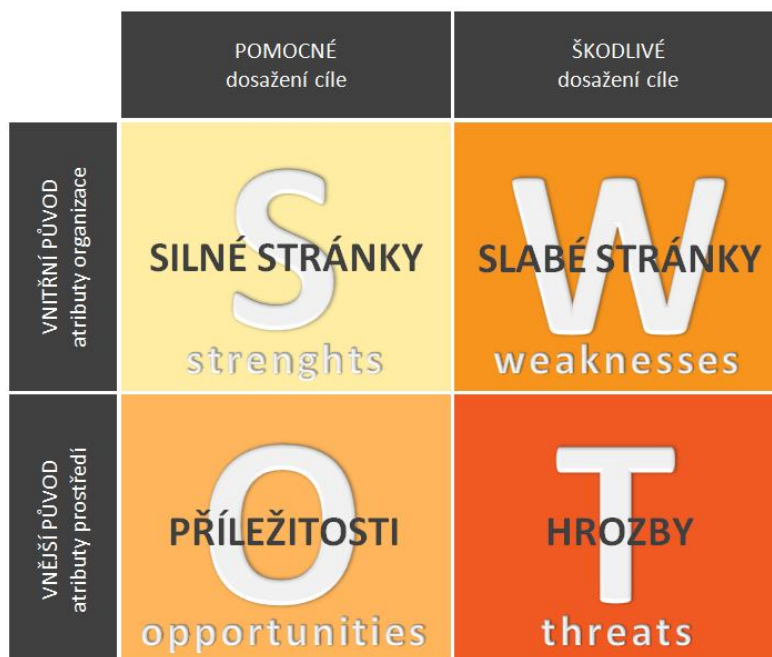 POMOCNÉ
dosažení cíle
ŠKODLIVÉ
dosažení cíle
VNITŘNÍ PŮVOD
atributy organizace
S
SILNÉ STRÁNKY
strenghts
W
SLABÉ STRÁNKY
weaknesses
VNĚJŠÍ PŮVOD
atributy prostředí
O
PŘÍLEŽITOSTI
opportunities
T
HROZBY
threats